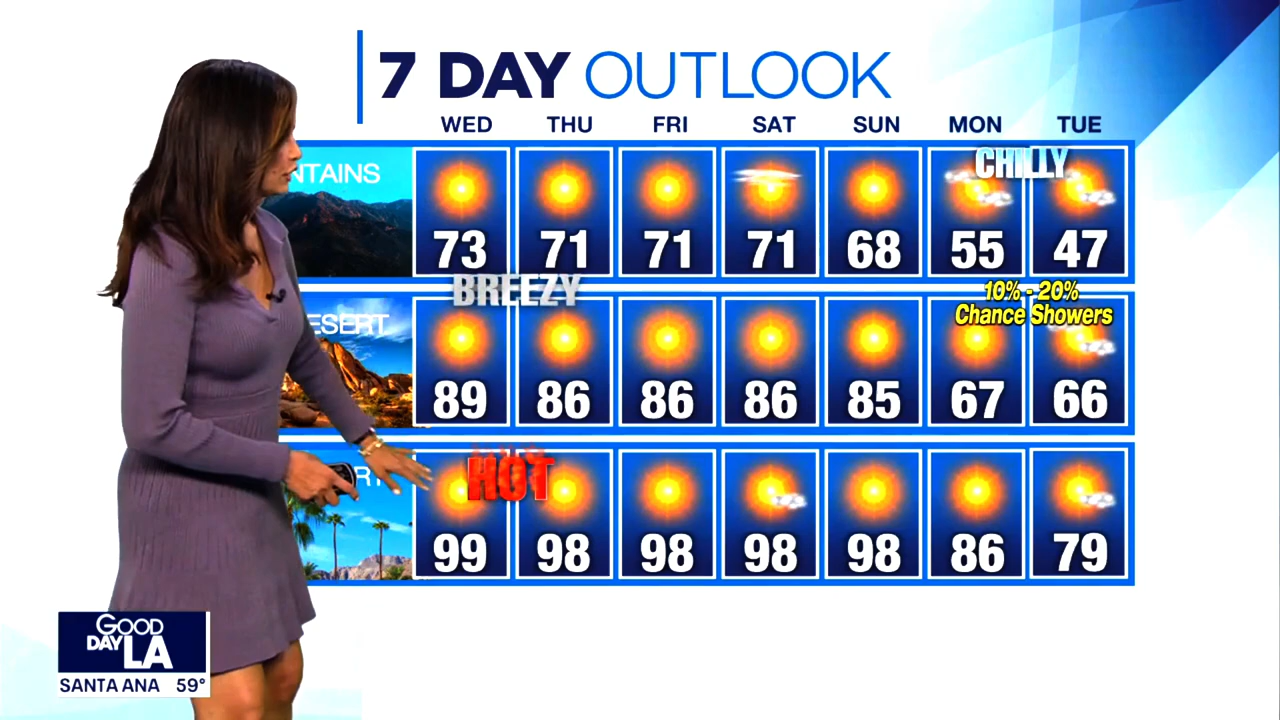 7 DAY OUTLOOK
WED THU FRI SAT SUN MON TUE
NTAINS
CHILLY
73 71 71 71 68 55 47
BREEZY
10% - 20%
Chance Showers
ESERT
89 86 86 86 85 67 66
HOT
99 98 98 98 98 86 79
GOOD
DAY LA
SANTA ANA 59°